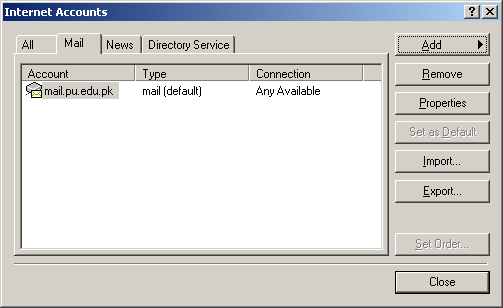 Internet Accounts
All Mail News Directory Service
Add
Account Type Connection
mail.pu.edu.pk mail (default) Any Available
Remove
Properties
Set as Default
Import...
Export...
Set Order...
Close